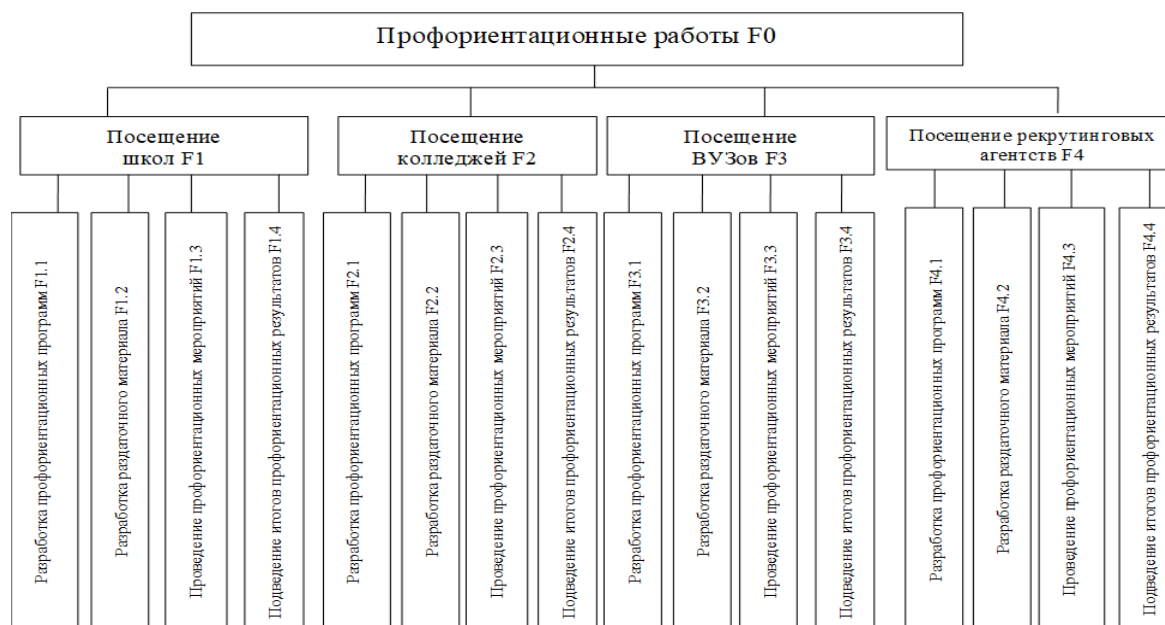 Профориентационные работы F0
Посещение
школ F1
Посещение
колледжей F2
Посещение
ВУЗов F3
Посещение рекрутинговых
агентств F4
Разработка профориентационных программ F1.1
Разработка раздаточного материала F1.2
Проведение профориентационных мероприятий F1.3
Подведение итогов профориентационных результатов F1.4
Разработка профориентационных программ F2.1
Разработка раздаточного материала F2.2
Проведение профориентационных мероприятий F2.3
Подведение итогов профориентационных результатов F2.4
Разработка профориентационных программ F3.1
Разработка раздаточного материала F3.2
Проведение профориентационных мероприятий F3.3
Подведение итогов профориентационных результатов F3.4
Разработка профориентационных программ F4.1
Разработка раздаточного материала F4.2
Проведение профориентационных мероприятий F4.3
Подведение итогов профориентационных результатов F4.4